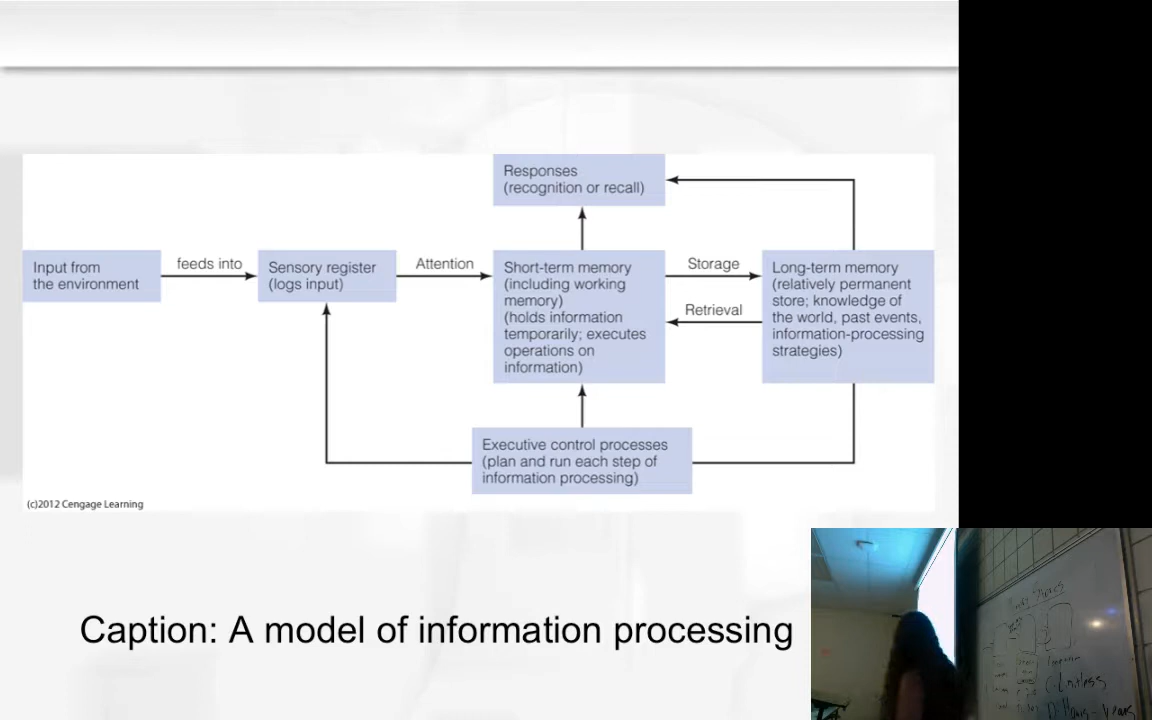 Responses
(recognition or recall)
Input from
the environment
feeds into
Sensory register
(logs input)
Attention
Short-term memory
(including working
memory)
(holds information
temporarily; executes
operations on
information)
Storage
Retrieval
Long-term memory
(relatively permanent
store; knowledge of
the world, past events,
information-processing
strategies)
Executive control processes
(plan and run each step of
information processing)
(c)2012 Cengage Learning
Caption: A model of information processing